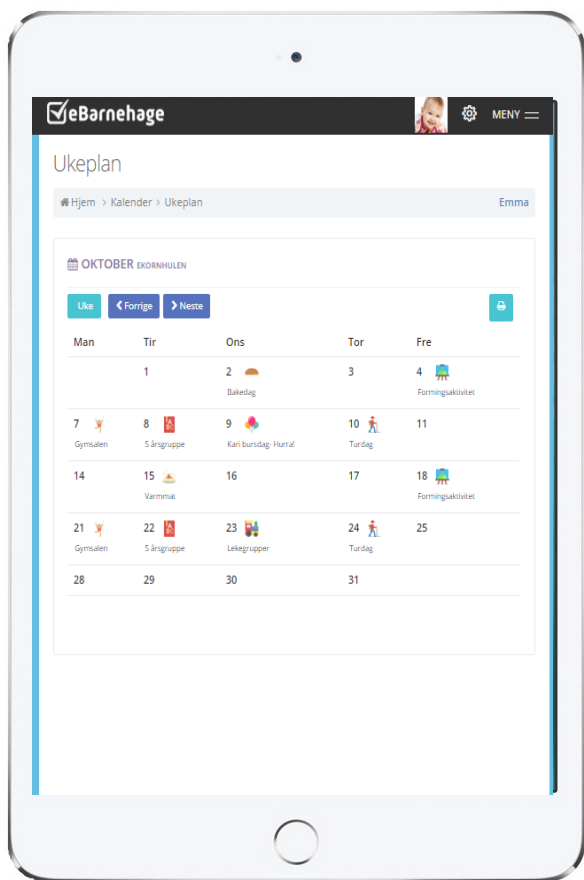 eBarnehage MENY
Ukeplan
Hjem > Kalender > Ukeplan Emma
OKTOBER EKORNHULEN
Uke Forrige Neste
Man Tir Ons Tor Fre
1 2 3 4
Bakedag Formingsaktivitet
7 8 9 10 11
Gymsalen 5 årsgruppe Kari bursdag- Hurra! Turdag
14 15 16 17 18
Varmmat Formingsaktivitet
21 22 23 24 25
Gymsalen 5 årsgruppe Lekegrupper Turdag
28 29 30 31